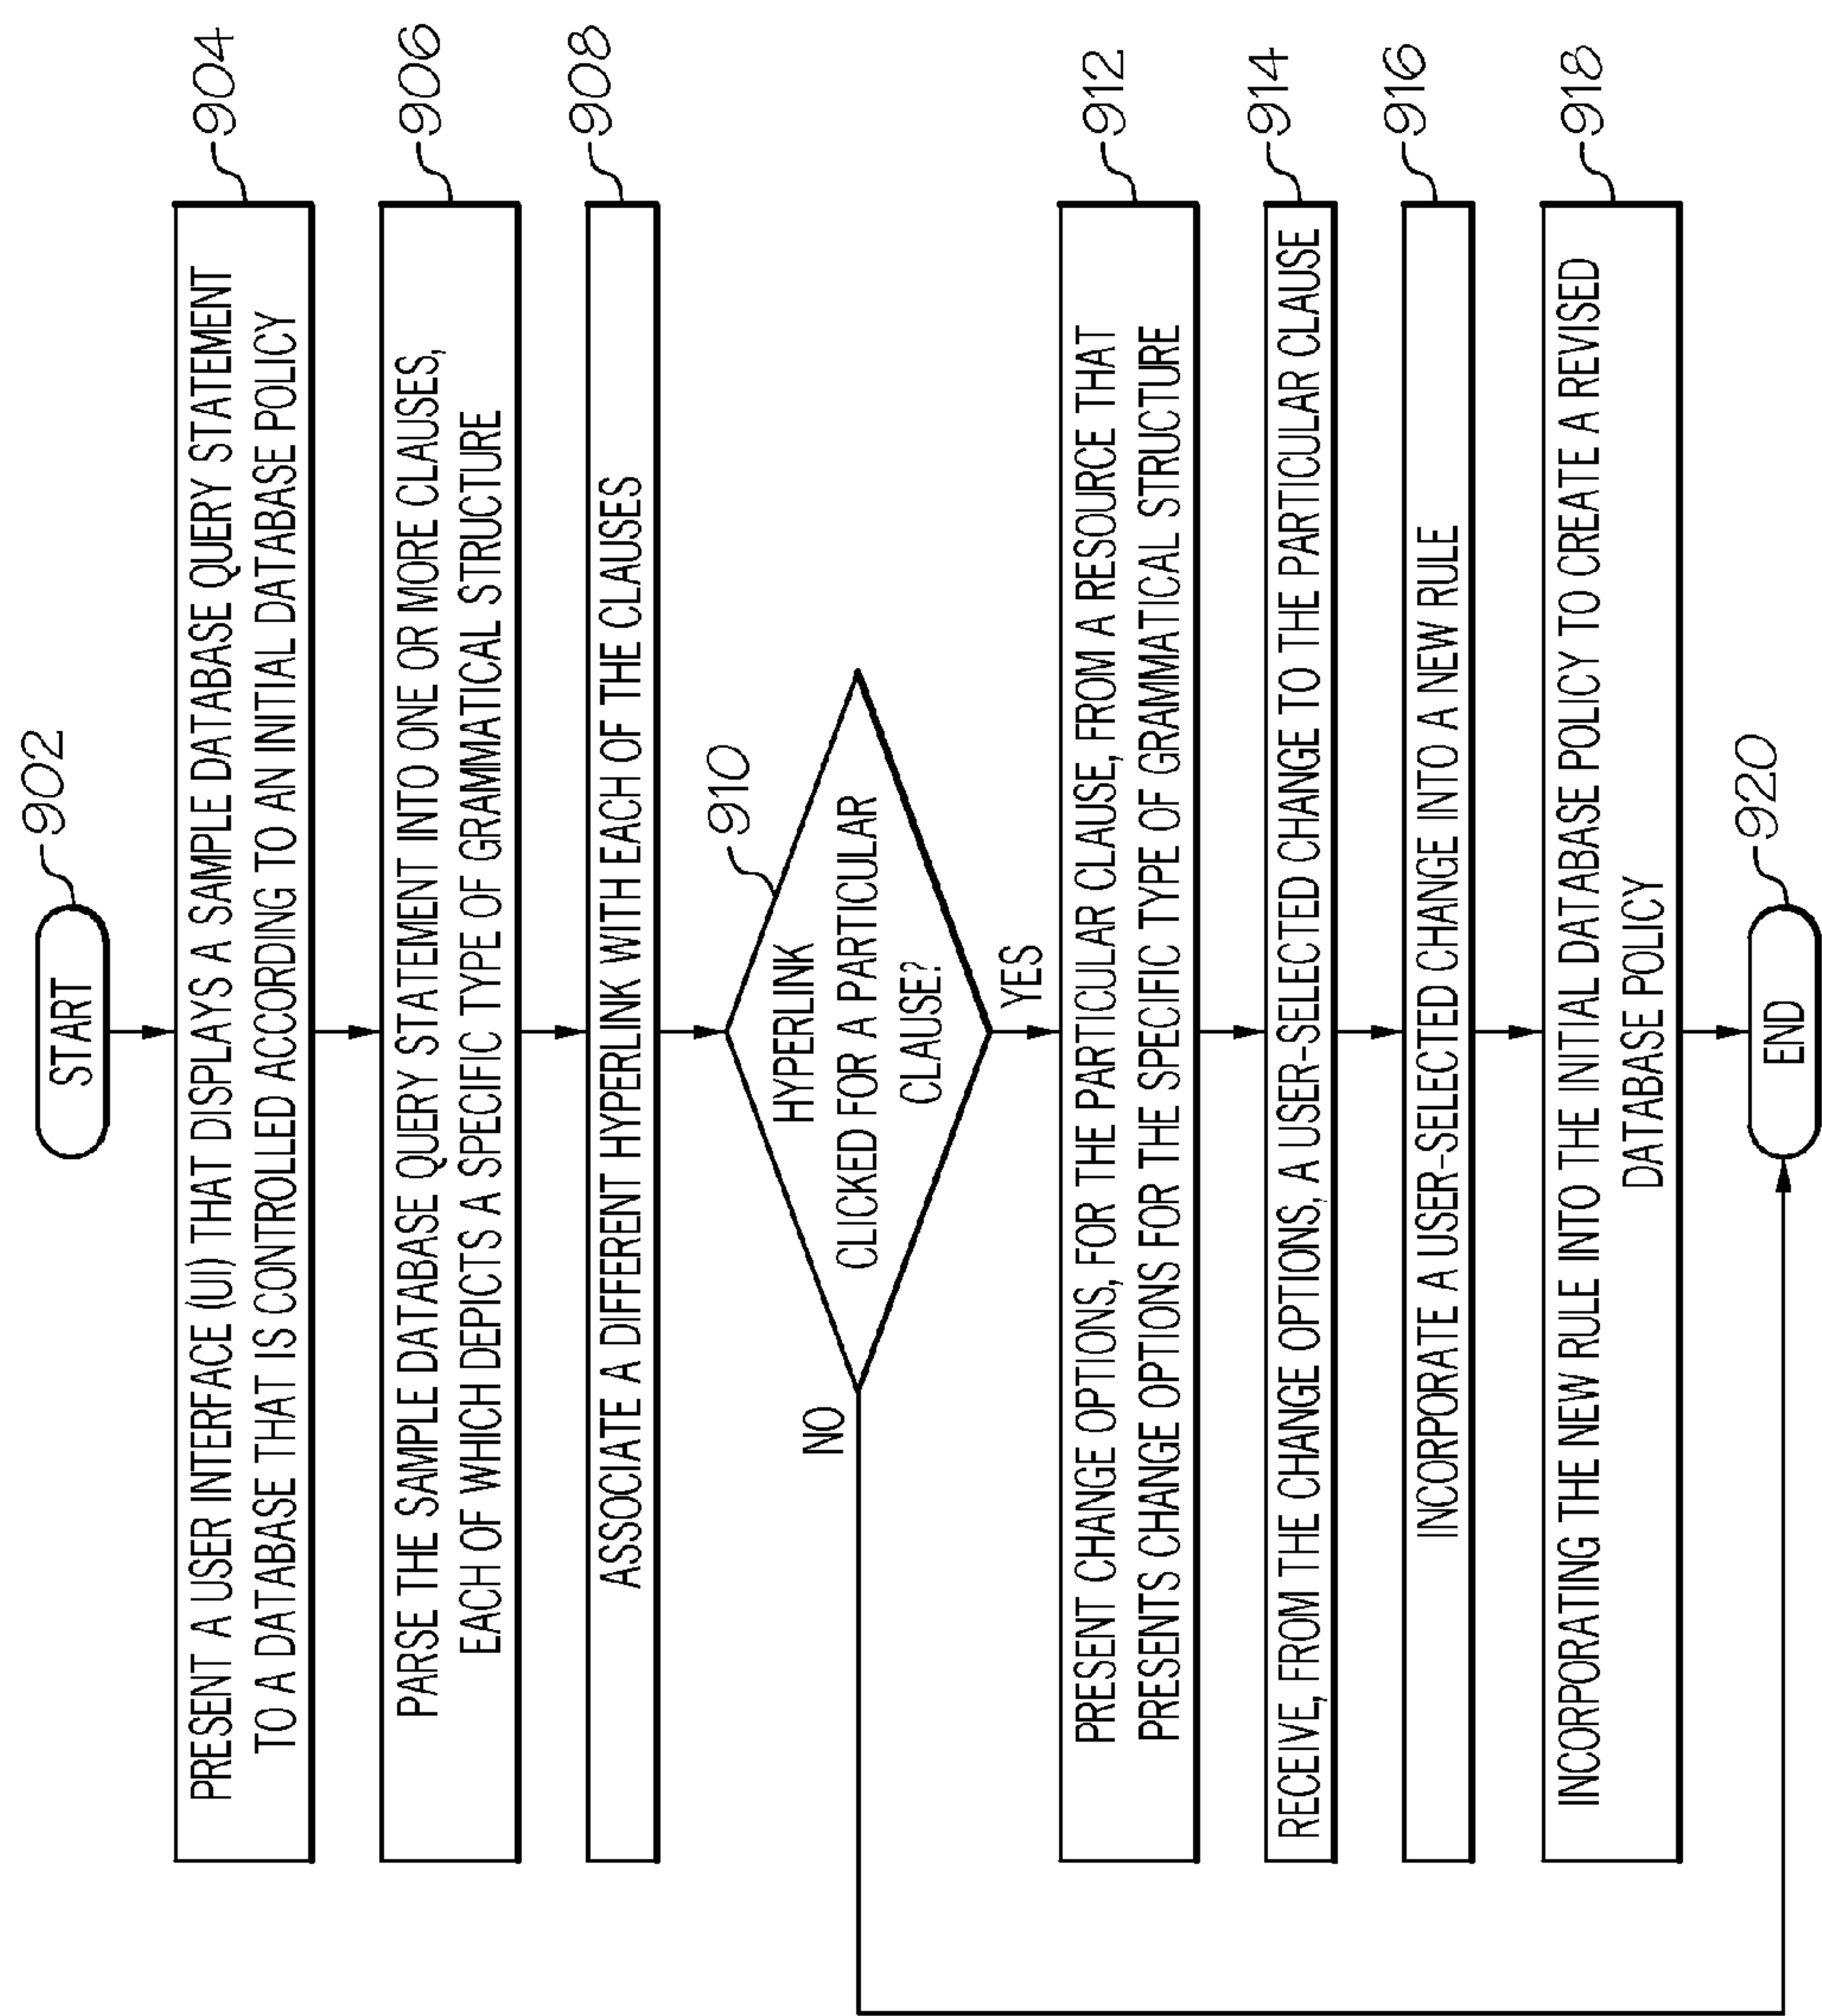 902
START
904
PRESENT A USER INTERFACE (UI) THAT DISPLAYS A SAMPLE DATABASE QUERY STATEMENT
TO A DATABASE THAT IS CONTROLLED ACCORDING TO AN INITIAL DATABASE POLICY
906
PARSE THE SAMPLE DATABASE QUERY STATEMENT INTO ONE OR MORE CLAUSES,
EACH OF WHICH DEPICTS A SPECIFIC TYPE OF GRAMMATICAL STRUCTURE
908
ASSOCIATE A DIFFERENT HYPERLINK WITH EACH OF THE CLAUSES
910
HYPERLINK
CLICKED FOR A PARTICULAR
CLAUSE?
NO
YES
912
PRESENT CHANGE OPTIONS, FOR THE PARTICULAR CLAUSE, FROM A RESOURCE THAT
PRESENTS CHANGE OPTIONS FOR THE SPECIFIC TYPE OF GRAMMATICAL STRUCTURE
914
RECEIVE, FROM THE CHANGE OPTIONS, A USER-SELECTED CHANGE TO THE PARTICULAR CLAUSE
916
INCORPORATE A USER-SELECTED CHANGE INTO A NEW RULE
918
INCORPORATING THE NEW RULE INTO THE INITIAL DATABASE POLICY TO CREATE A REVISED
DATABASE POLICY
920
END